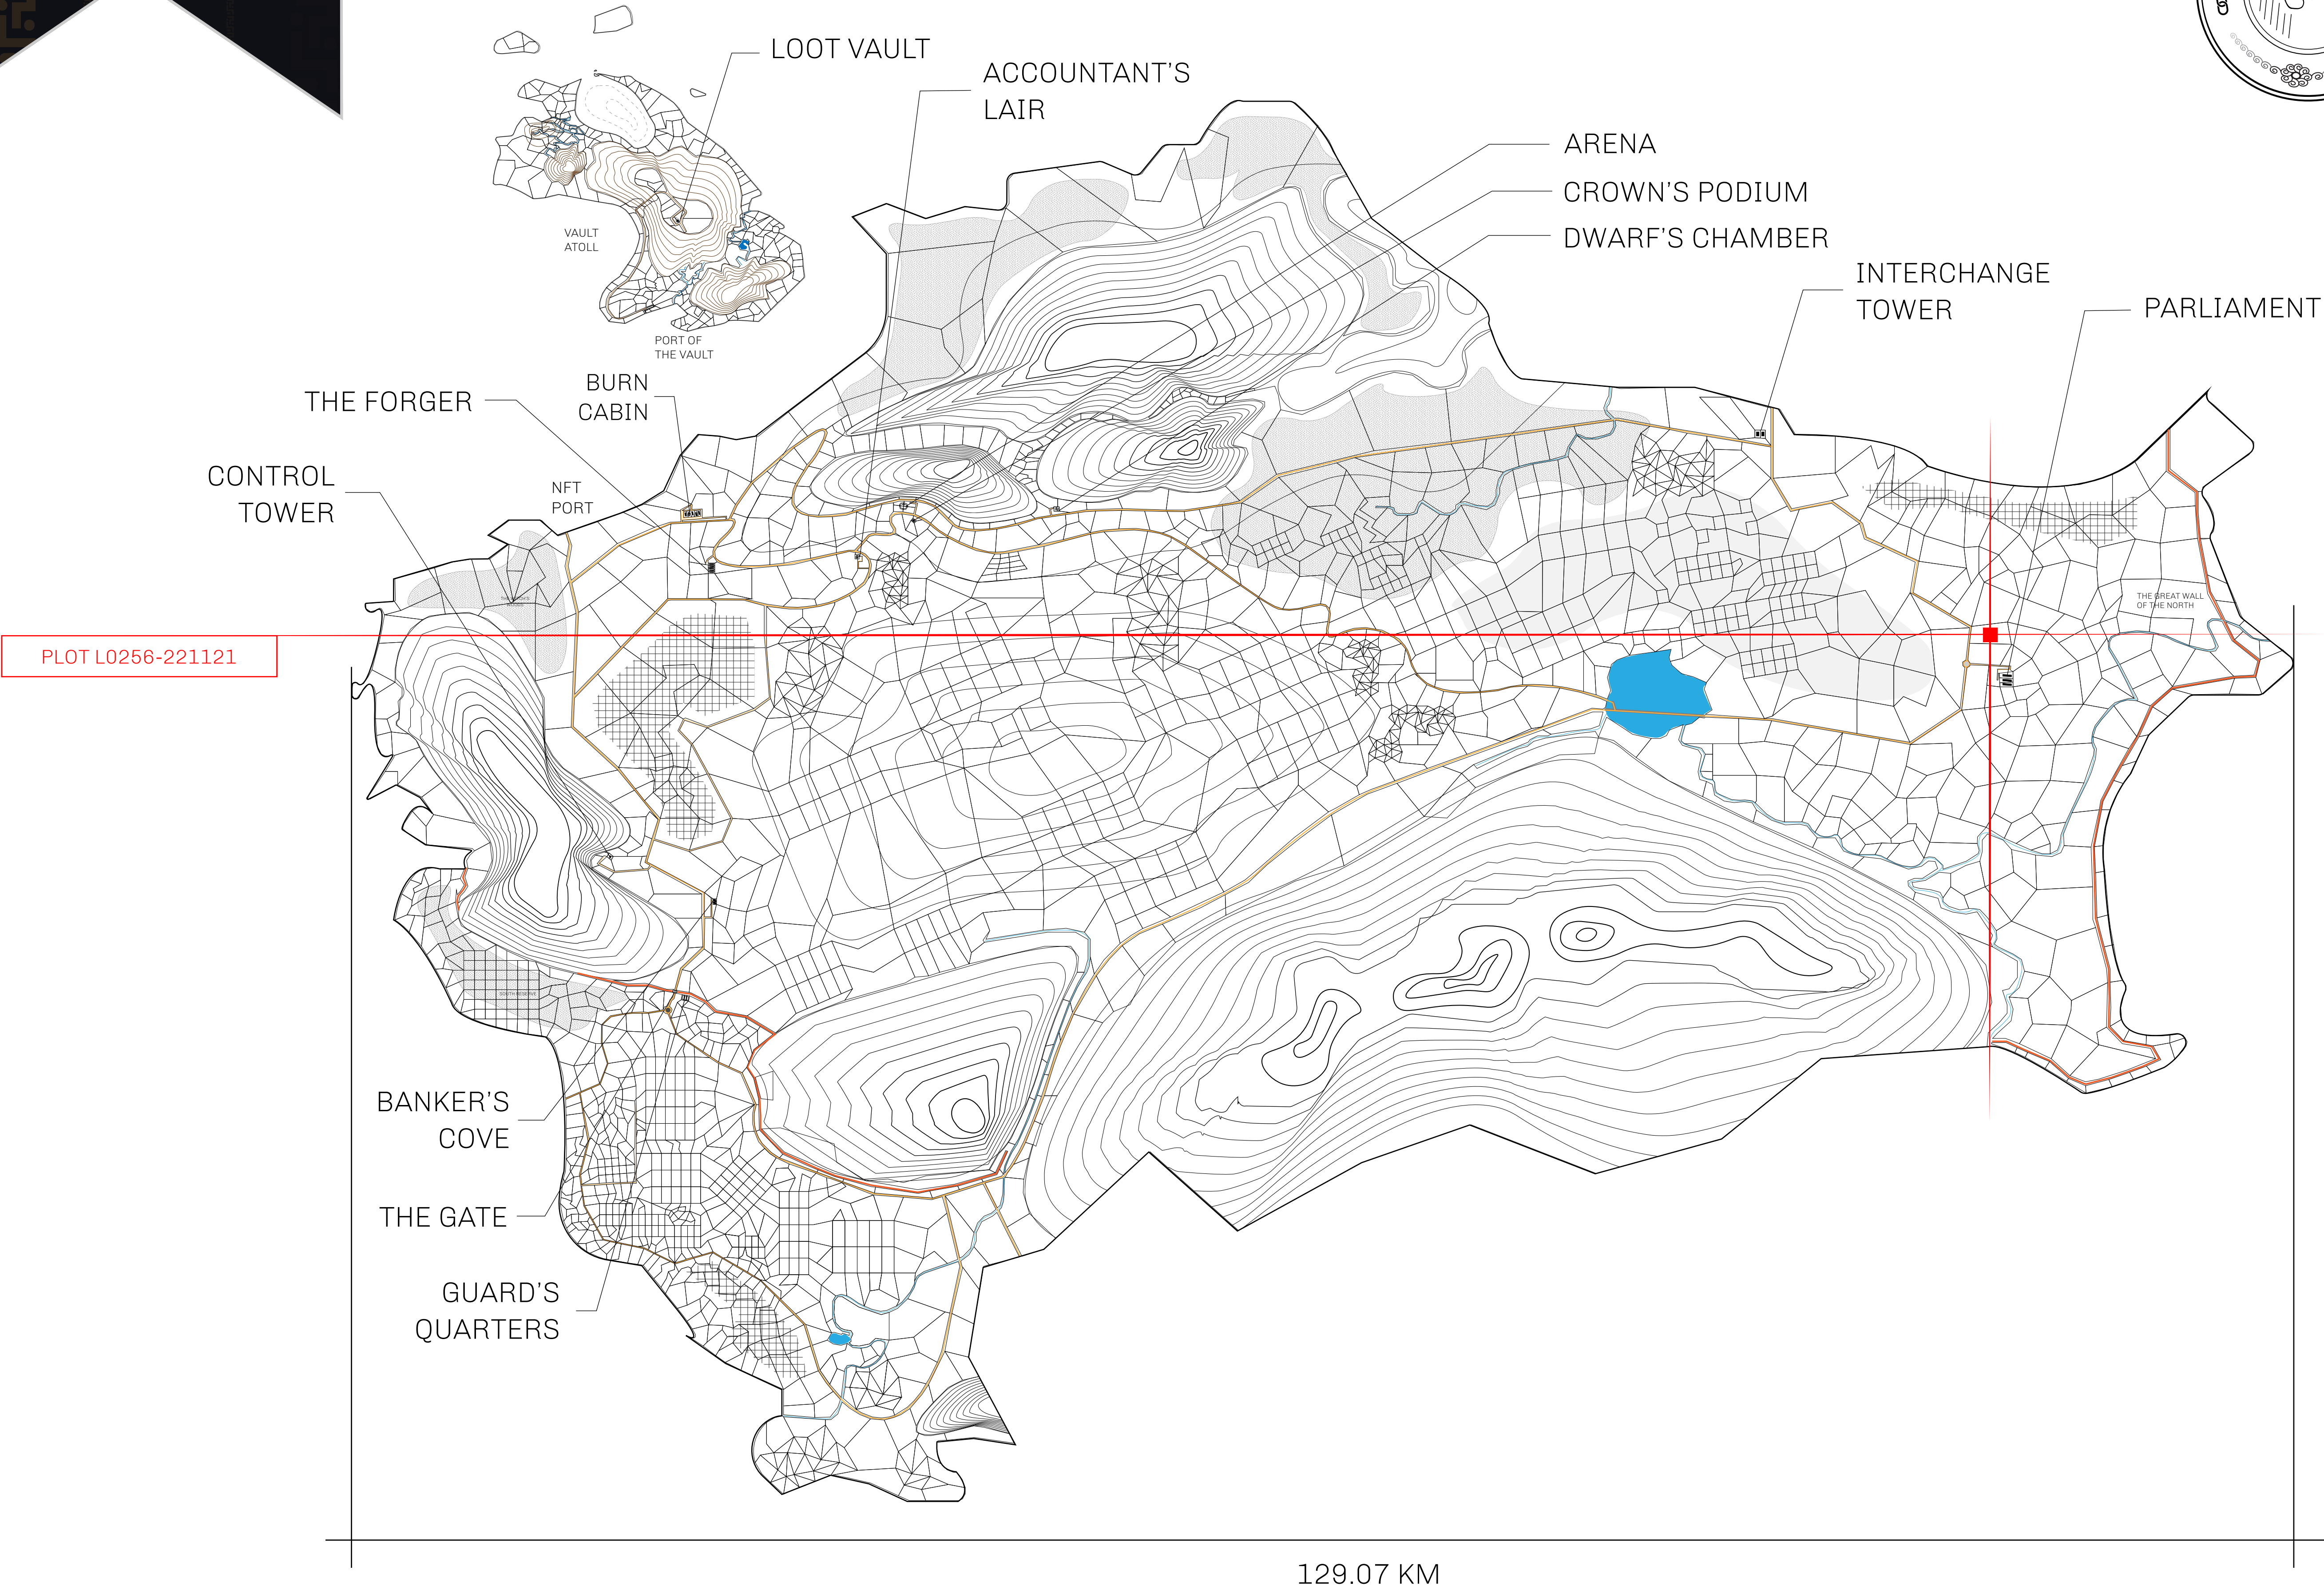 LOOT VAULT
ACCOUNTANT'S
LAIR
ARENA
CROWN'S PODIUM
DWARF'S CHAMBER
INTERCHANGE
TOWER
PARLIAMENT
VAULT
ATOLL
PORT OF
THE VAULT
BURN
CABIN
THE FORGER
CONTROL
TOWER
NFT
PORT
THE GREAT WALL
OF THE NORTH
PLOT L0256-221121
SOUTH RESERVE
BANKER'S
COVE
THE GATE
GUARD'S
QUARTERS
129.07 KM